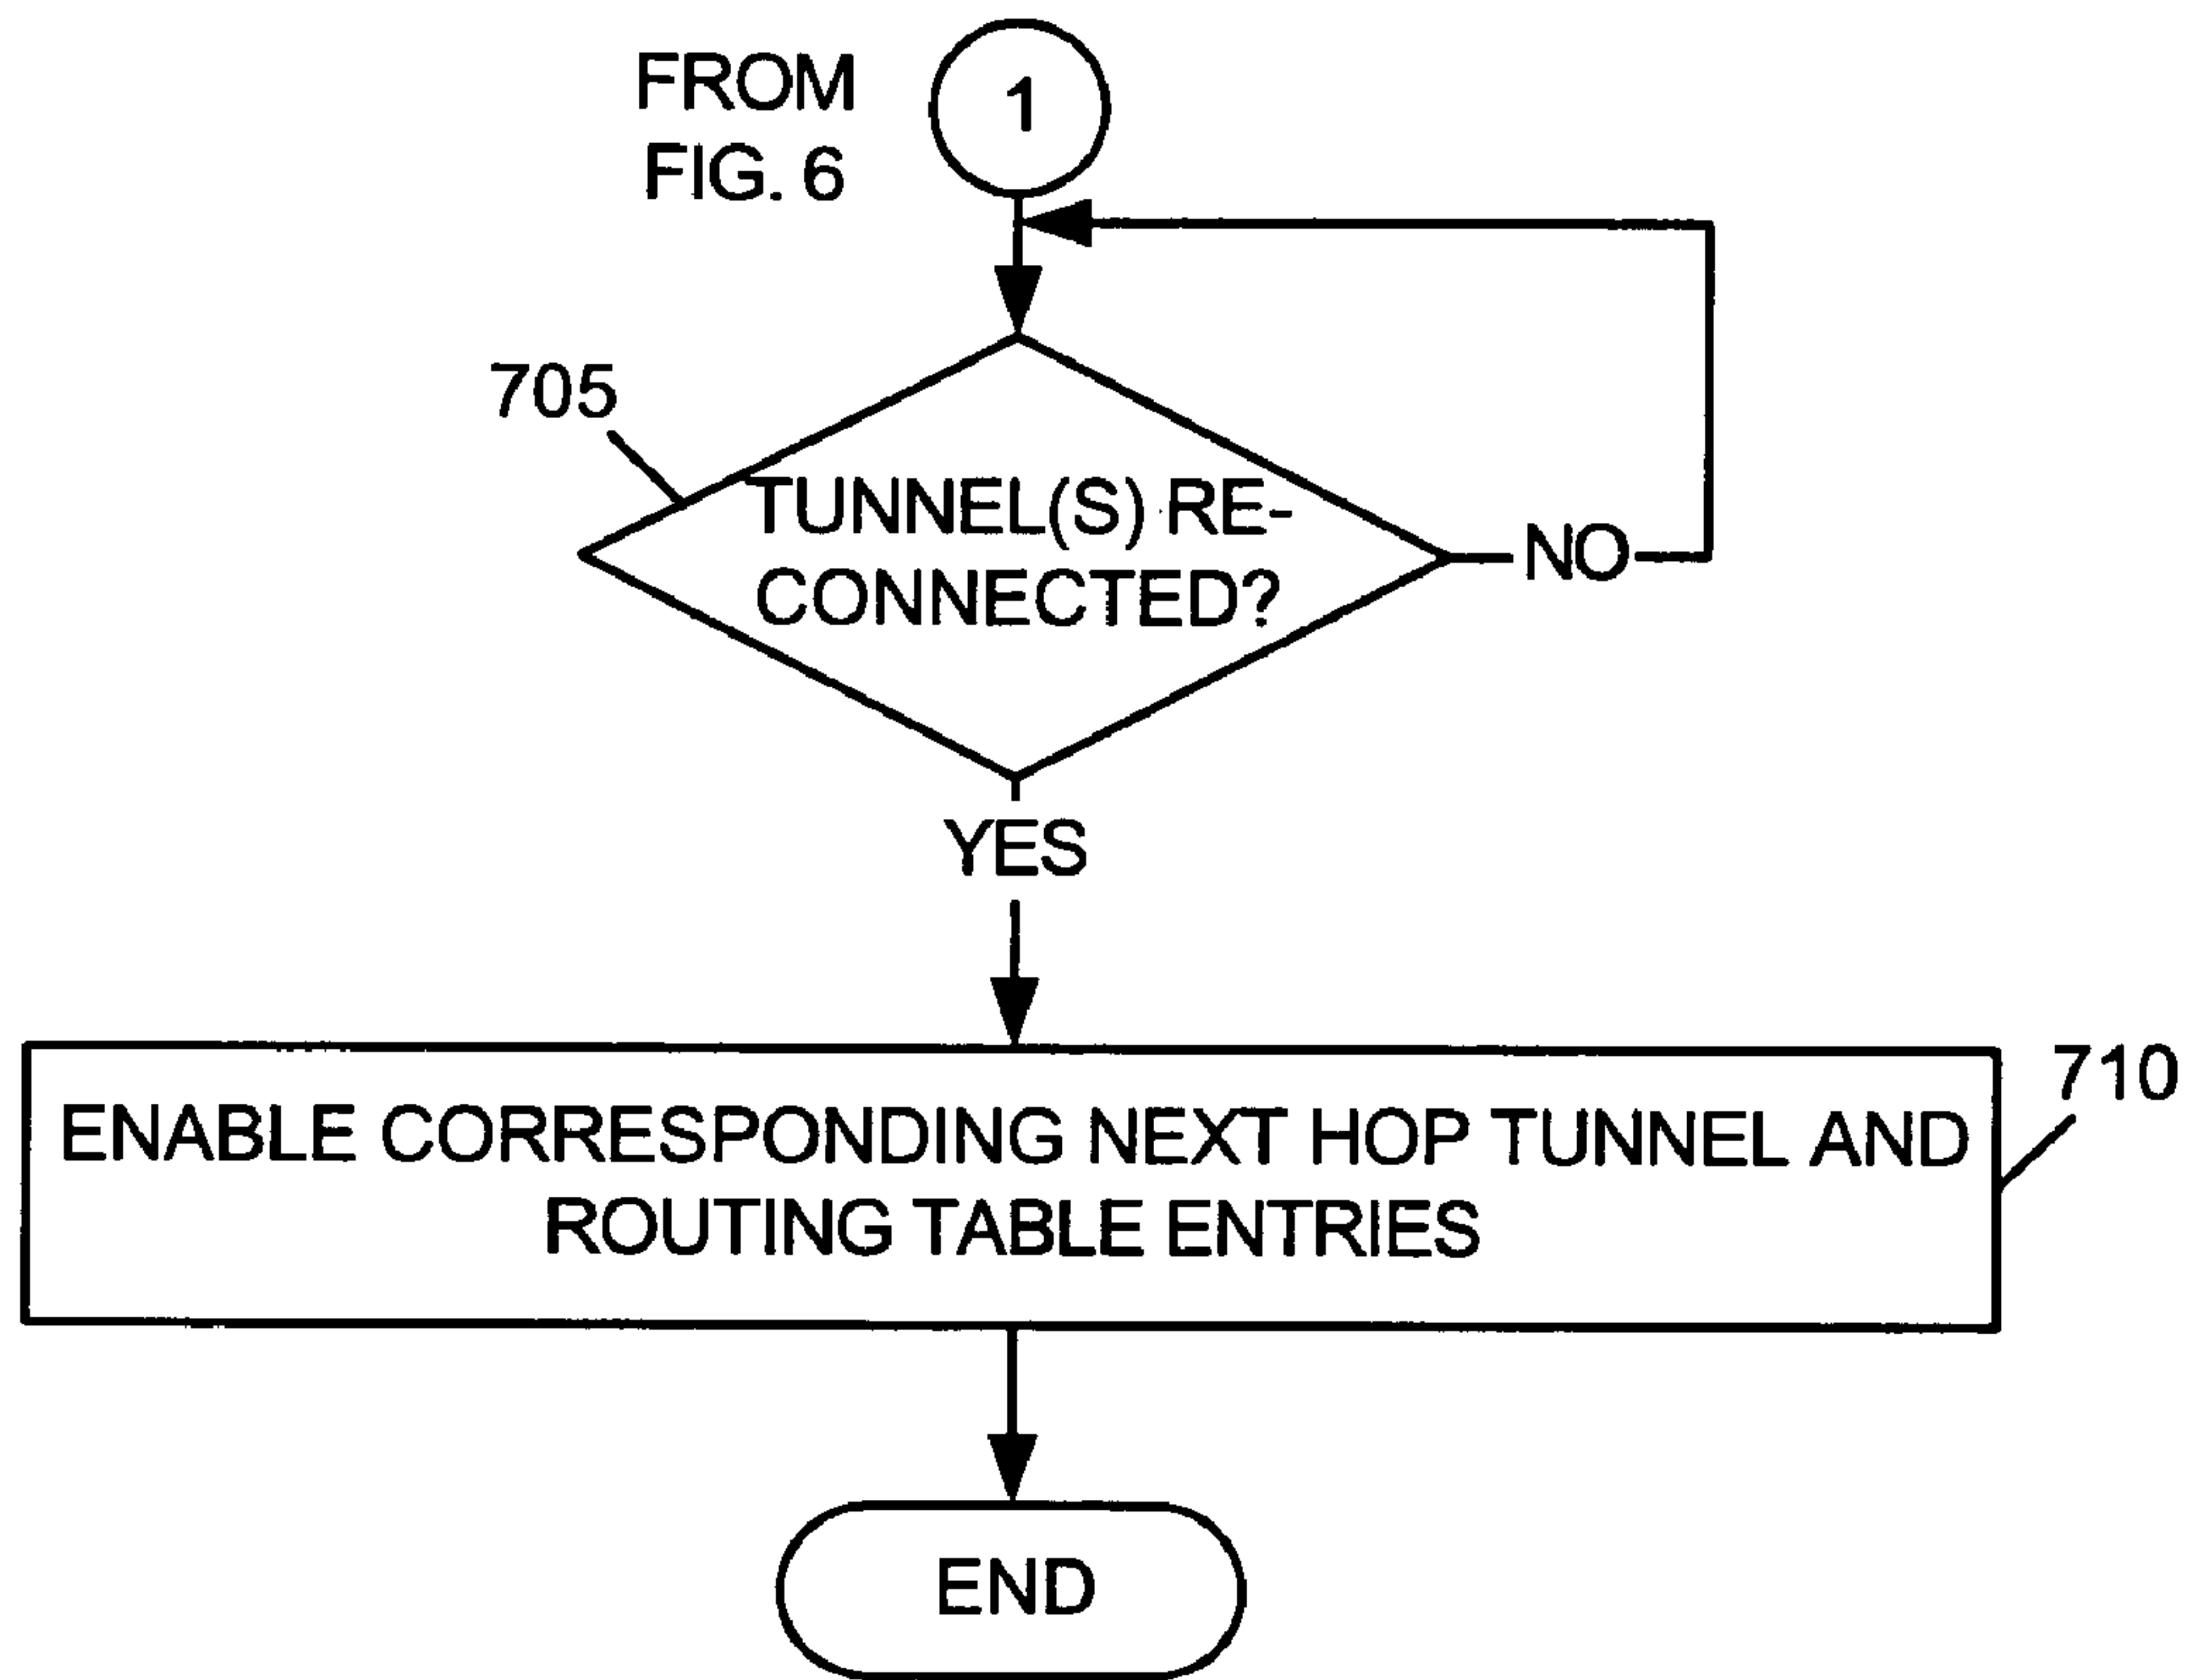 FROM
FIG. 6
1
705
TUNNEL(S) RE-
CONNECTED?
NO
YES
710
ENABLE CORRESPONDING NEXT HOP TUNNEL AND
ROUTING TABLE ENTRIES
END